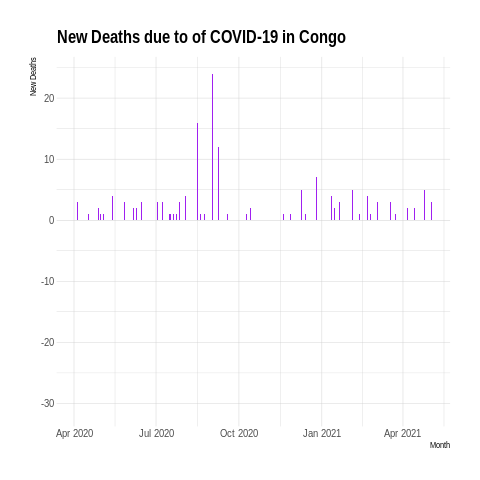 New Deaths due to of COVID-19 in Congo
New Deaths
20
10
0
-10
-20
-30
Apr 2020
Jul 2020
Oct 2020
Jan 2021
Apr 2021
Month